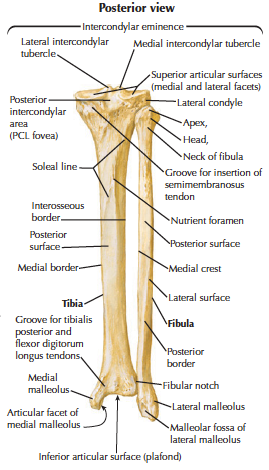 Posterior view
Intercondylar eminence
Lateral intercondylar
tubercle
Medial intercondylar tubercle
Superior articular surfaces
(medial and lateral facets)
Posterior
intercondylar
area
(PCL fovea)
Lateral condyle
Apex,
Head,
Neck of fibula
Soleal line
Groove for insertion of
semimembranosus
tendon
Interosseous
border
Nutrient foramen
Posterior
surface
Posterior surface
Medial border
Medial crest
Tibia
Lateral surface
Groove for tibialis
posterior and
flexor digitorum
longus tendons
Fibula
Posterior
border
Medial
malleolus
Fibular notch
Lateral malleolus
Articular facet of
medial malleolus
Malleolar fossa of
lateral malleolus
Inferior articular surface (plafond)